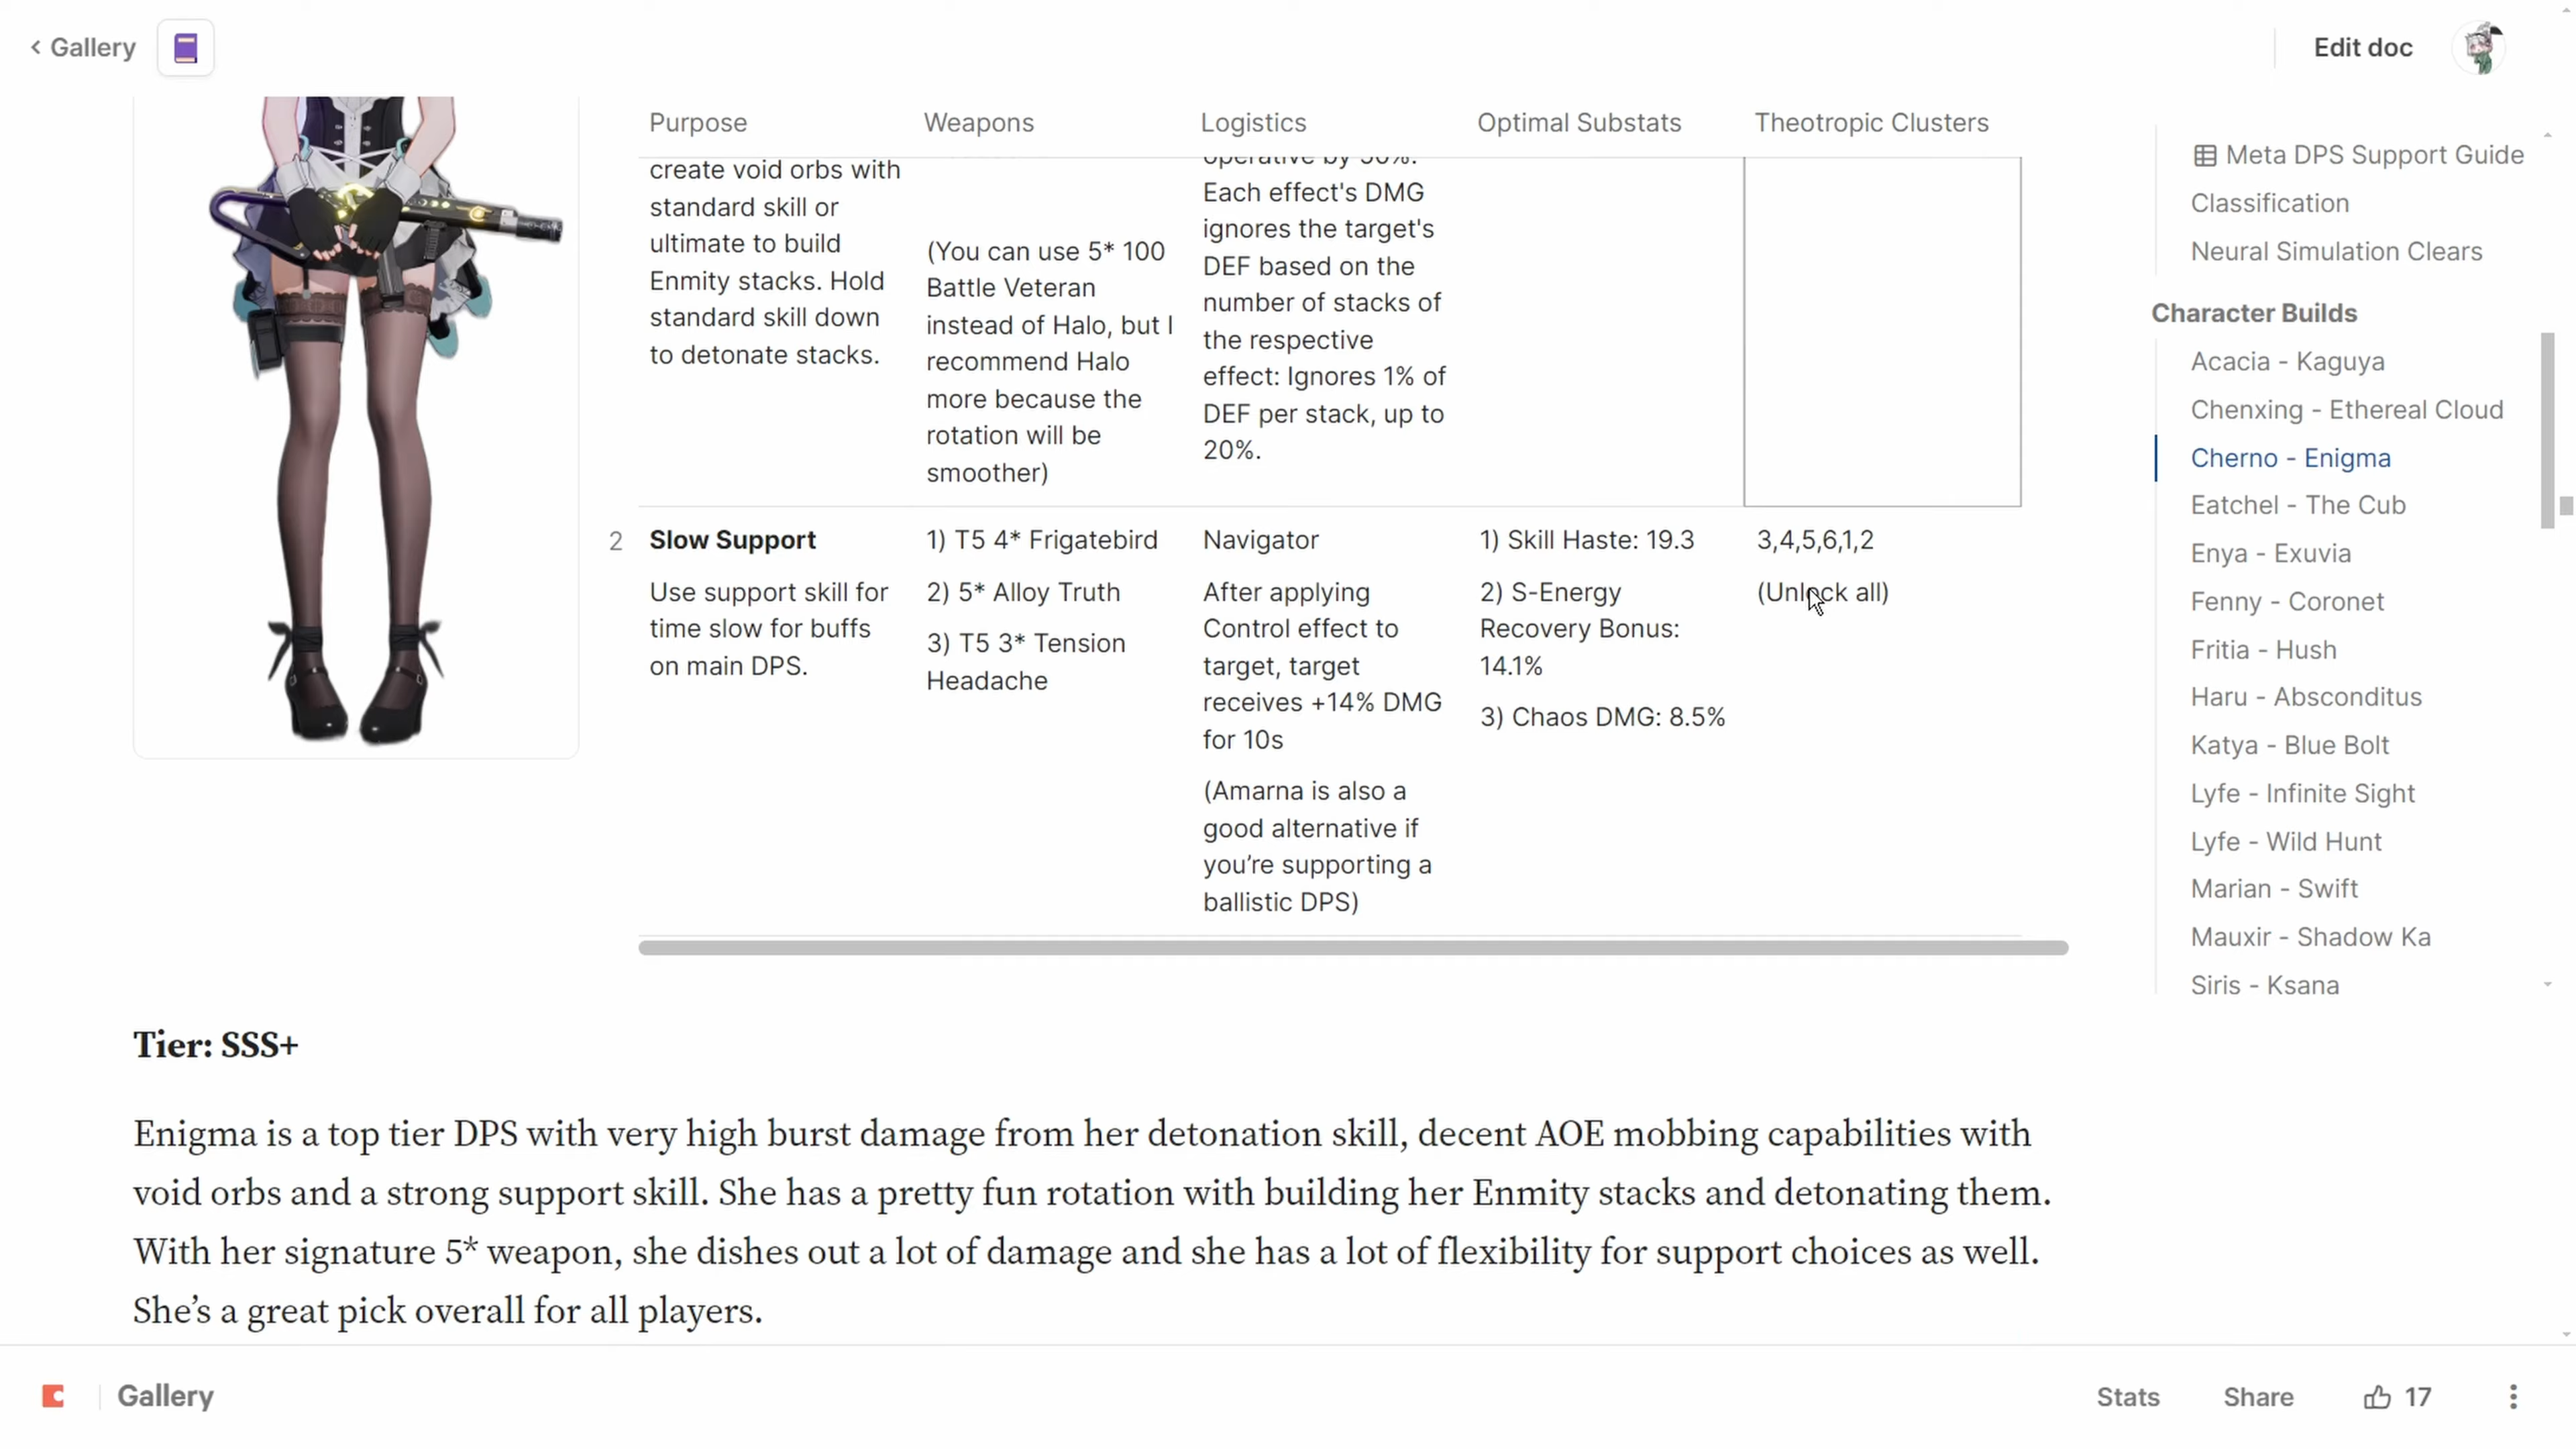 Gallery
Edit doc
Purpose
Weapons
Logistics
Optimal Substats
Theotropic Clusters
create void orbs with
standard skill or
ultimate to build
Enmity stacks. Hold
standard skill down
to detonate stacks.
(You can use 5* 100
Battle Veteran
instead of Halo, but I
recommend Halo
more because the
rotation will be
smoother)
operative by 50%.
Each effect's DMG
ignores the target's
DEF based on the
number of stacks of
the respective
effect: Ignores 1% of
DEF per stack, up to
20%.
2
Slow Support
Use support skill for
time slow for buffs
on main DPS.
1) T5 4* Frigatebird
2) 5* Alloy Truth
3) T5 3* Tension
Headache
Navigator
After applying
Control effect to
target, target
receives +14% DMG
for 10s
(Amarna is also a
good alternative if
you're supporting a
ballistic DPS)
1) Skill Haste: 19.3
2) S-Energy
Recovery Bonus:
14.1%
3) Chaos DMG: 8.5%
3,4,5,6,1,2
(Unlock all)
Meta DPS Support Guide
Classification
Neural Simulation Clears
Character Builds
Acacia - Kaguya
Chenxing - Ethereal Cloud
Cherno - Enigma
Eatchel - The Cub
Enya - Exuvia
Fenny - Coronet
Fritia - Hush
Haru - Absconditus
Katya - Blue Bolt
Lyfe - Infinite Sight
Lyfe - Wild Hunt
Marian - Swift
Mauxir - Shadow Ka
Siris - Ksana
Tier: SSS+
Enigma is a top tier DPS with very high burst damage from her detonation skill, decent AOE mobbing capabilities with
void orbs and a strong support skill. She has a pretty fun rotation with building her Enmity stacks and detonating them.
With her signature 5* weapon, she dishes out a lot of damage and she has a lot of flexibility for support choices as well.
She's a great pick overall for all players.
Gallery
Stats
Share
17